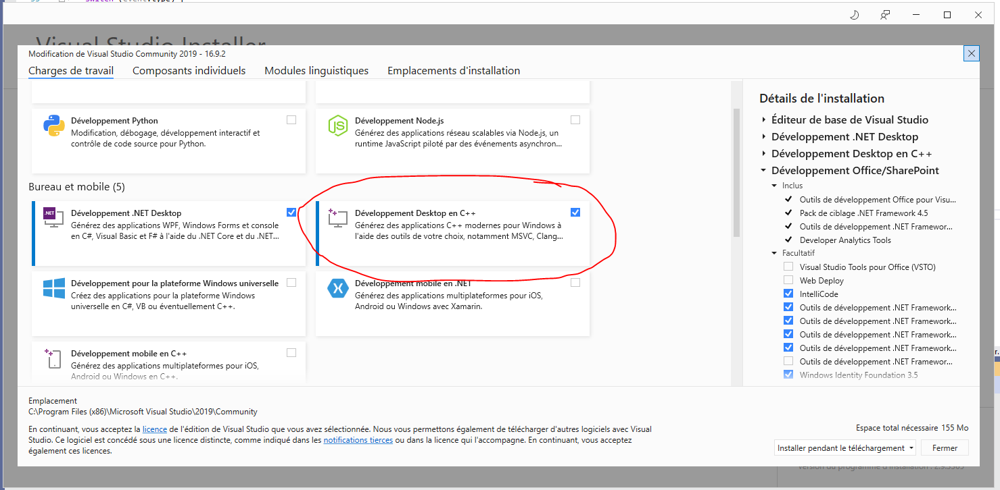 switch (event.type) {
Visual Studio Installer
Modification de Visual Studio Community 2019 - 16.9.2
Charges de travail Composants individuels Modules linguistiques Emplacements d'installation
Développement Python
Modification, débogage, développement interactif et
contrôle de code source pour Python.
Développement Node.js
Générez des applications réseau scalables via Node.js, un
runtime JavaScript piloté par des événements asynchron...
Bureau et mobile (5)
.NET
Développement .NET Desktop
Générez des applications WPF, Windows Forms et console
en C#, Visual Basic et F# à l'aide du .NET Core et du .NET...
Développement Desktop en C++
Générez des applications C++ modernes pour Windows à
l'aide des outils de votre choix, notamment MSVC, Clang...
Développement pour la plateforme Windows universelle
Créez des applications pour la plateforme Windows
universelle en C#, VB ou éventuellement C++.
Développement mobile en .NET
Générez des applications multiplateformes pour iOS,
Android ou Windows avec Xamarin.
Développement mobile en C++
Générez des applications multiplateformes pour iOS,
Android ou Windows en C++.
Détails de l'installation
Éditeur de base de Visual Studio
Développement .NET Desktop
Développement Desktop en C++
Développement Office/SharePoint
Inclus
Outils de développement Office pour Visu...
Pack de ciblage .NET Framework 4.5
Outils de développement .NET Framewor...
Developer Analytics Tools
Facultatif
Visual Studio Tools pour Office (VSTO)
Web Deploy
IntelliCode
Outils de développement .NET Framework...
Outils de développement .NET Framework...
Outils de développement .NET Framework...
Outils de développement .NET Framework...
Outils de développement .NET Framewor...
Windows Identity Foundation 3.5
Emplacement
C:\Program Files (x86)\Microsoft Visual Studio\2019\Community
En continuant, vous acceptez la licence de l'édition de Visual Studio que vous avez sélectionnée. Nous vous permettons également de télécharger d'autres logiciels avec Visual
Studio. Ce logiciel est concédé sous une licence distincte, comme indiqué dans les notifications tierces ou dans la licence qui l'accompagne. En continuant, vous acceptez
également ces licences.
Espace total nécessaire 155 Mo
Installer pendant le téléchargement
Fermer